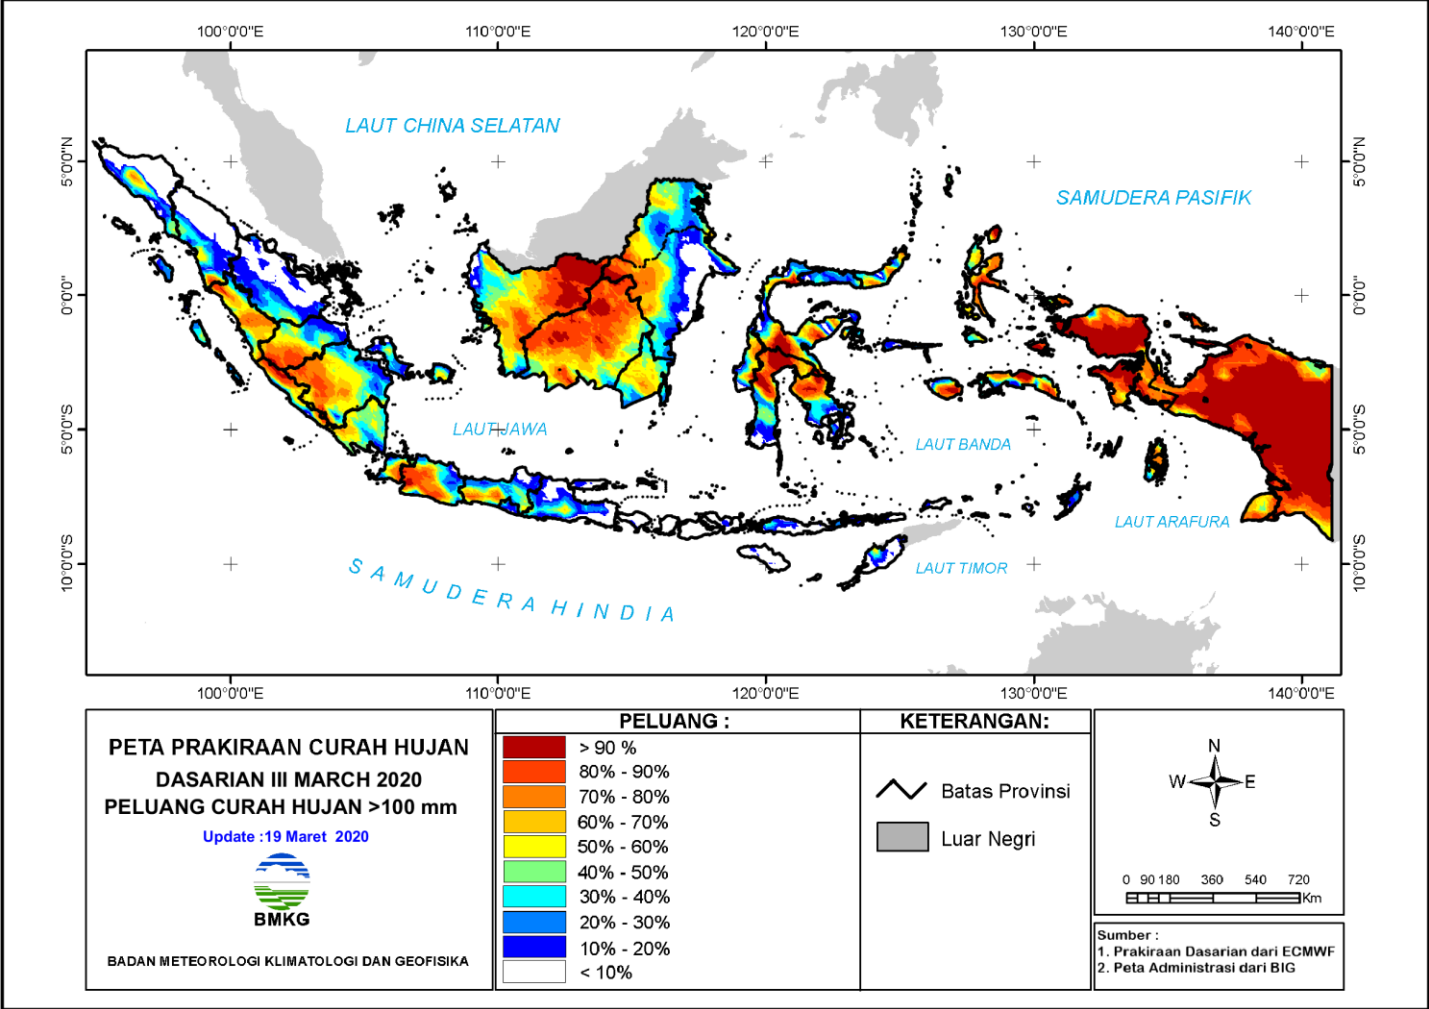 100°0'0"E 110°0'0"E 120°0'0"E 130°0'0"E 140°0'0"E
5°0'0"N
0°0'0"
5°0'0"S
10°0'0"S
LAUT CHINA SELATAN
SAMUDERA PASIFIK
LAUT JAWA
LAUT BANDA
LAUT ARAFURA
LAUT TIMOR
SAMUDERA HINDIA
5°0'0"N
0°0'0"
5°0'0"S
10°0'0"S
100°0'0"E 110°0'0"E 120°0'0"E 130°0'0"E 140°0'0"E
PETA PRAKIRAAN CURAH HUJAN
DASARIAN III MARCH 2020
PELUANG CURAH HUJAN >100 mm
Update :19 Maret 2020
BMKG
BADAN METEOROLOGI KLIMATOLOGI DAN GEOFISIKA
PELUANG :
> 90 %
80% - 90%
70% - 80%
60% - 70%
50% - 60%
40% - 50%
30% - 40%
20% - 30%
10% - 20%
< 10%
KETERANGAN:
Batas Provinsi
Luar Negri
N
W E
S
0 90 180 360 540 720
Km
Sumber :
1. Prakiraan Dasarian dari ECMWF
2. Peta Administrasi dari BIG